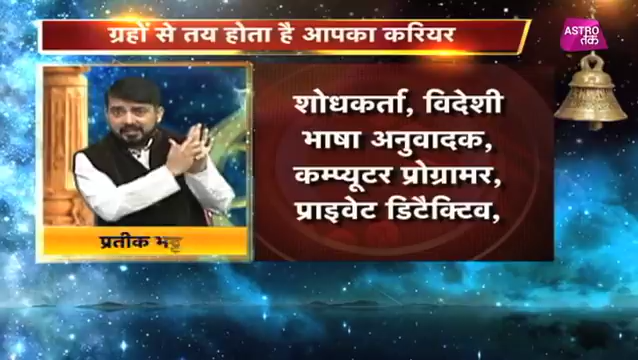 ग्रहों से तय होता है आपका करियर
ASTRO
तक
शोधकर्ता, विदेशी
भाषा अनुवादक,
कम्प्यूटर प्रोग्रामर,
प्राइवेट डिटैक्टिव,
प्रतीक